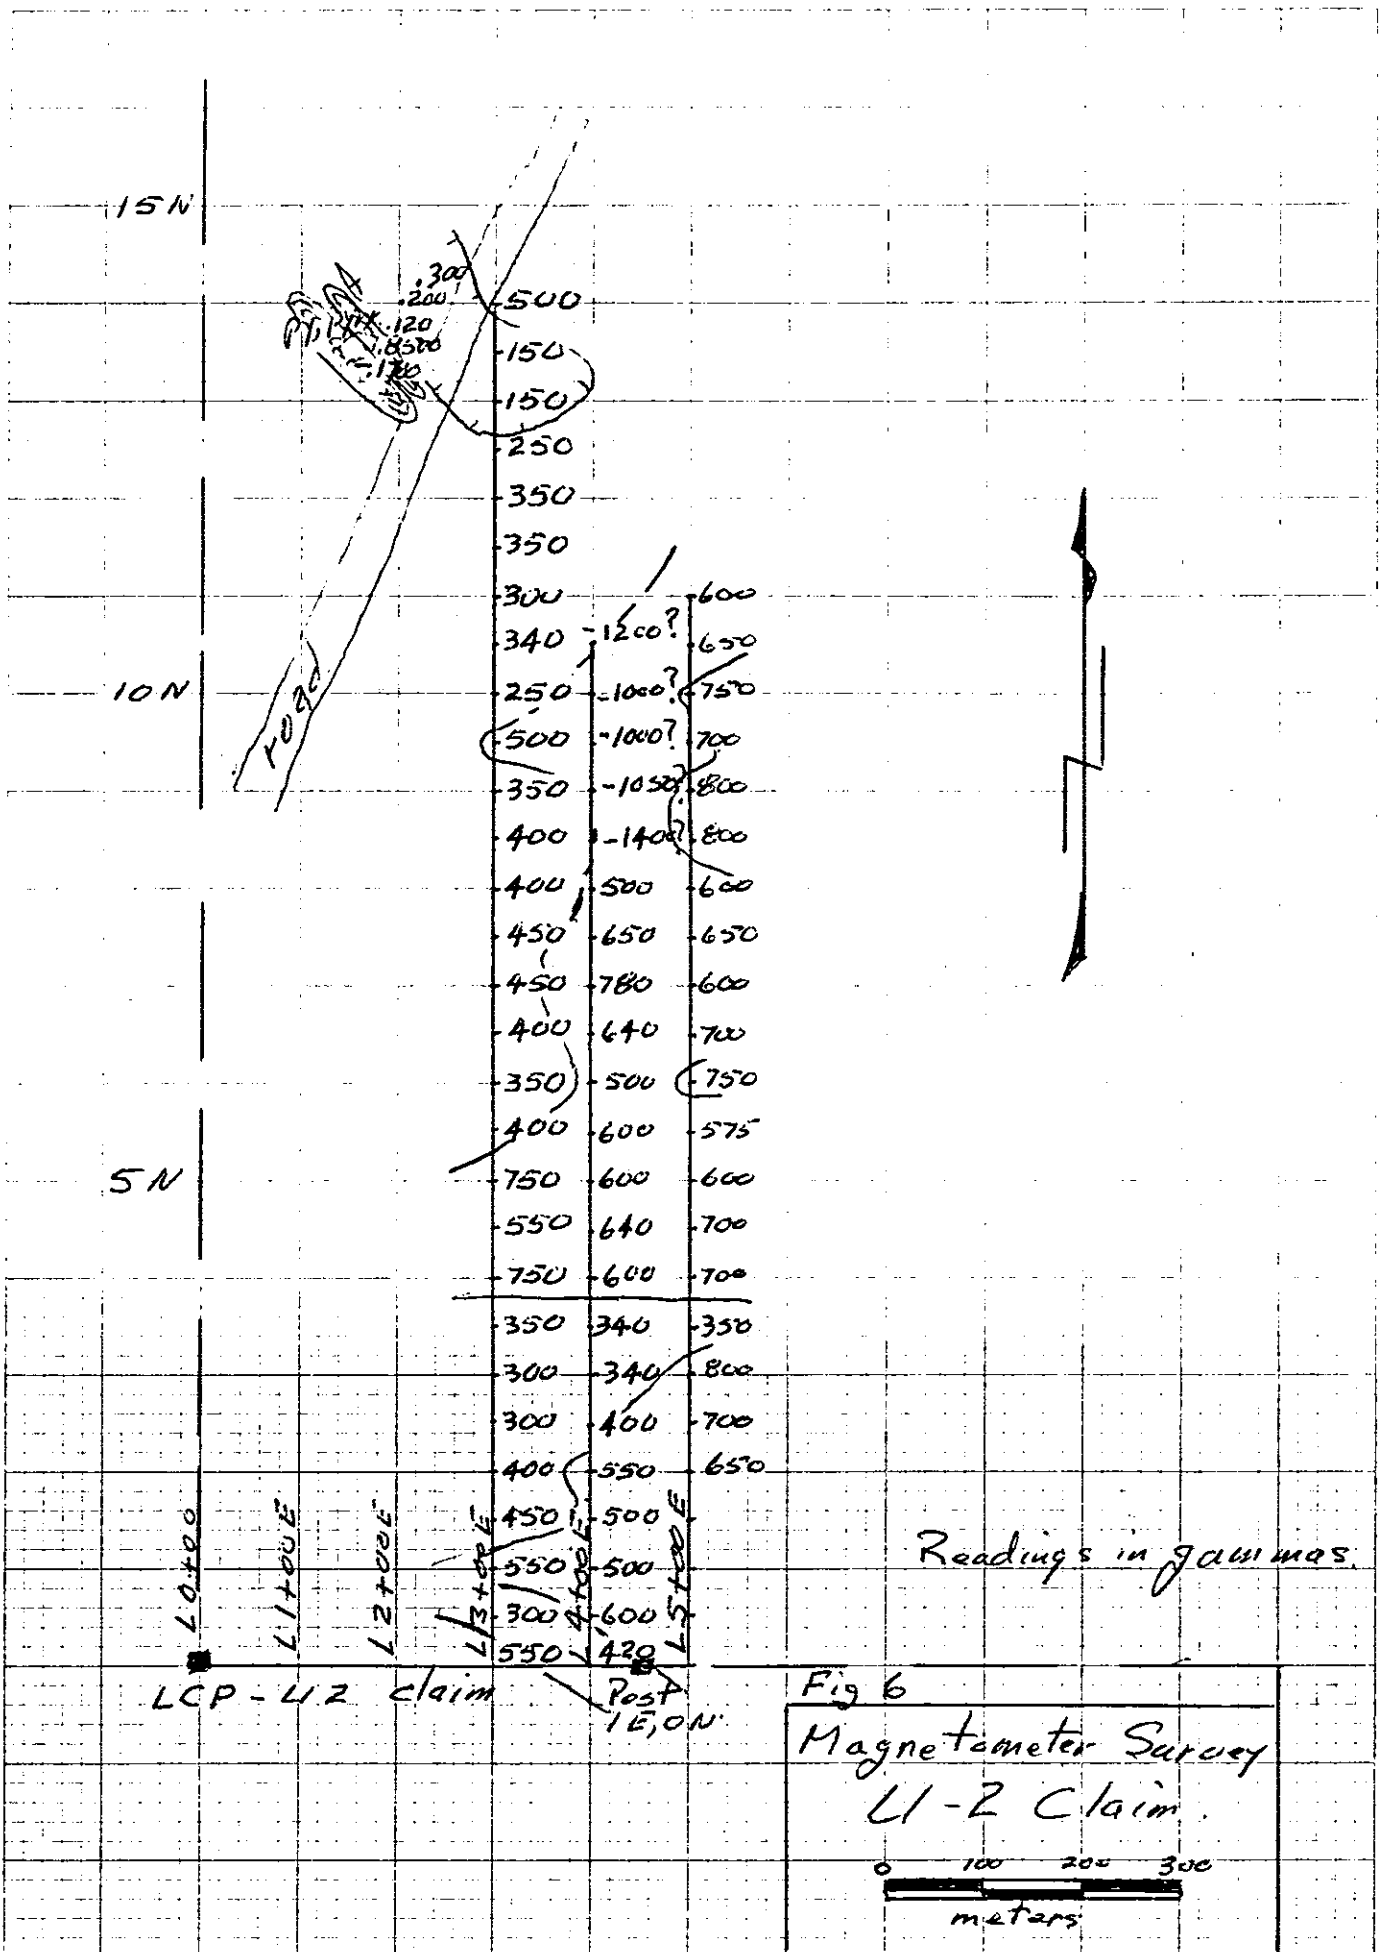 15N
.300
.200
.120
500
150
150
250
350
350
300 600
340 -1200? 650
10N 250 -1000? 750
road 500 -1000? 700
350 -1050? 800
400 -1400? 800
400 500 600
450 650 650
450 780 600
400 640 700
350 500 750
400 600 575
5N 750 600 600
550 640 700
750 600 700
350 340 350
300 340 800
300 400 700
400 550 650
450 500
550 500
300 600
550 420
L0+00
L1+00E
L2+00E
L3+00E
L4+00E
L5+00E
Readings in gammas.
LCP-U2 claim
Post
1E,0N
Fig 6
Magnetometer Survey
U-2 Claim.
0 100 200 300
meters